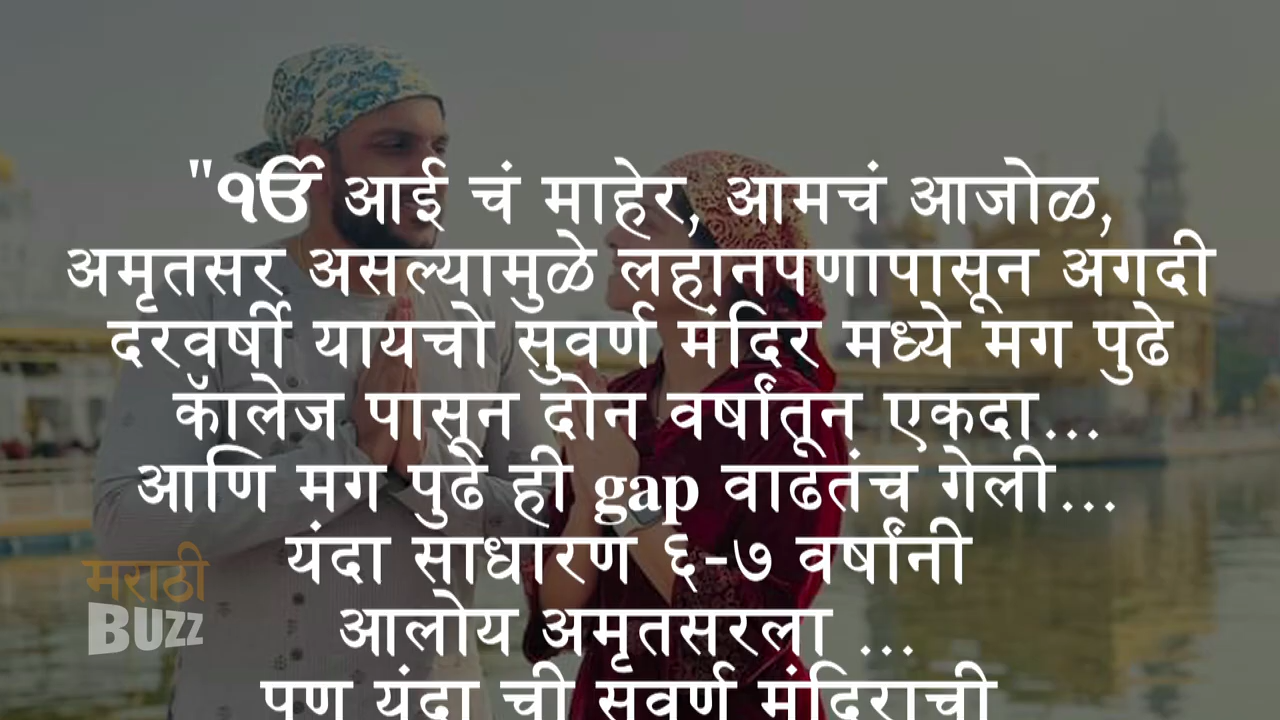 "ੴ आई चं माहेर, आमचं आजोळ,
अमृतसर असल्यामुळे लहानपणापासून अगदी
दरवर्षी यायचो सुवर्ण मंदिर मध्ये मग पुढे
कॅालेज पासून दोन वर्षांतून एकदा...
आणि मग पुढे ही gap वाढतंच गेली...
यंदा साधारण ६-७ वर्षांनी
आलोय अमृतसरला ...
पण यंदा ची सुवर्ण मंदिराची
मराठी
BUZZ